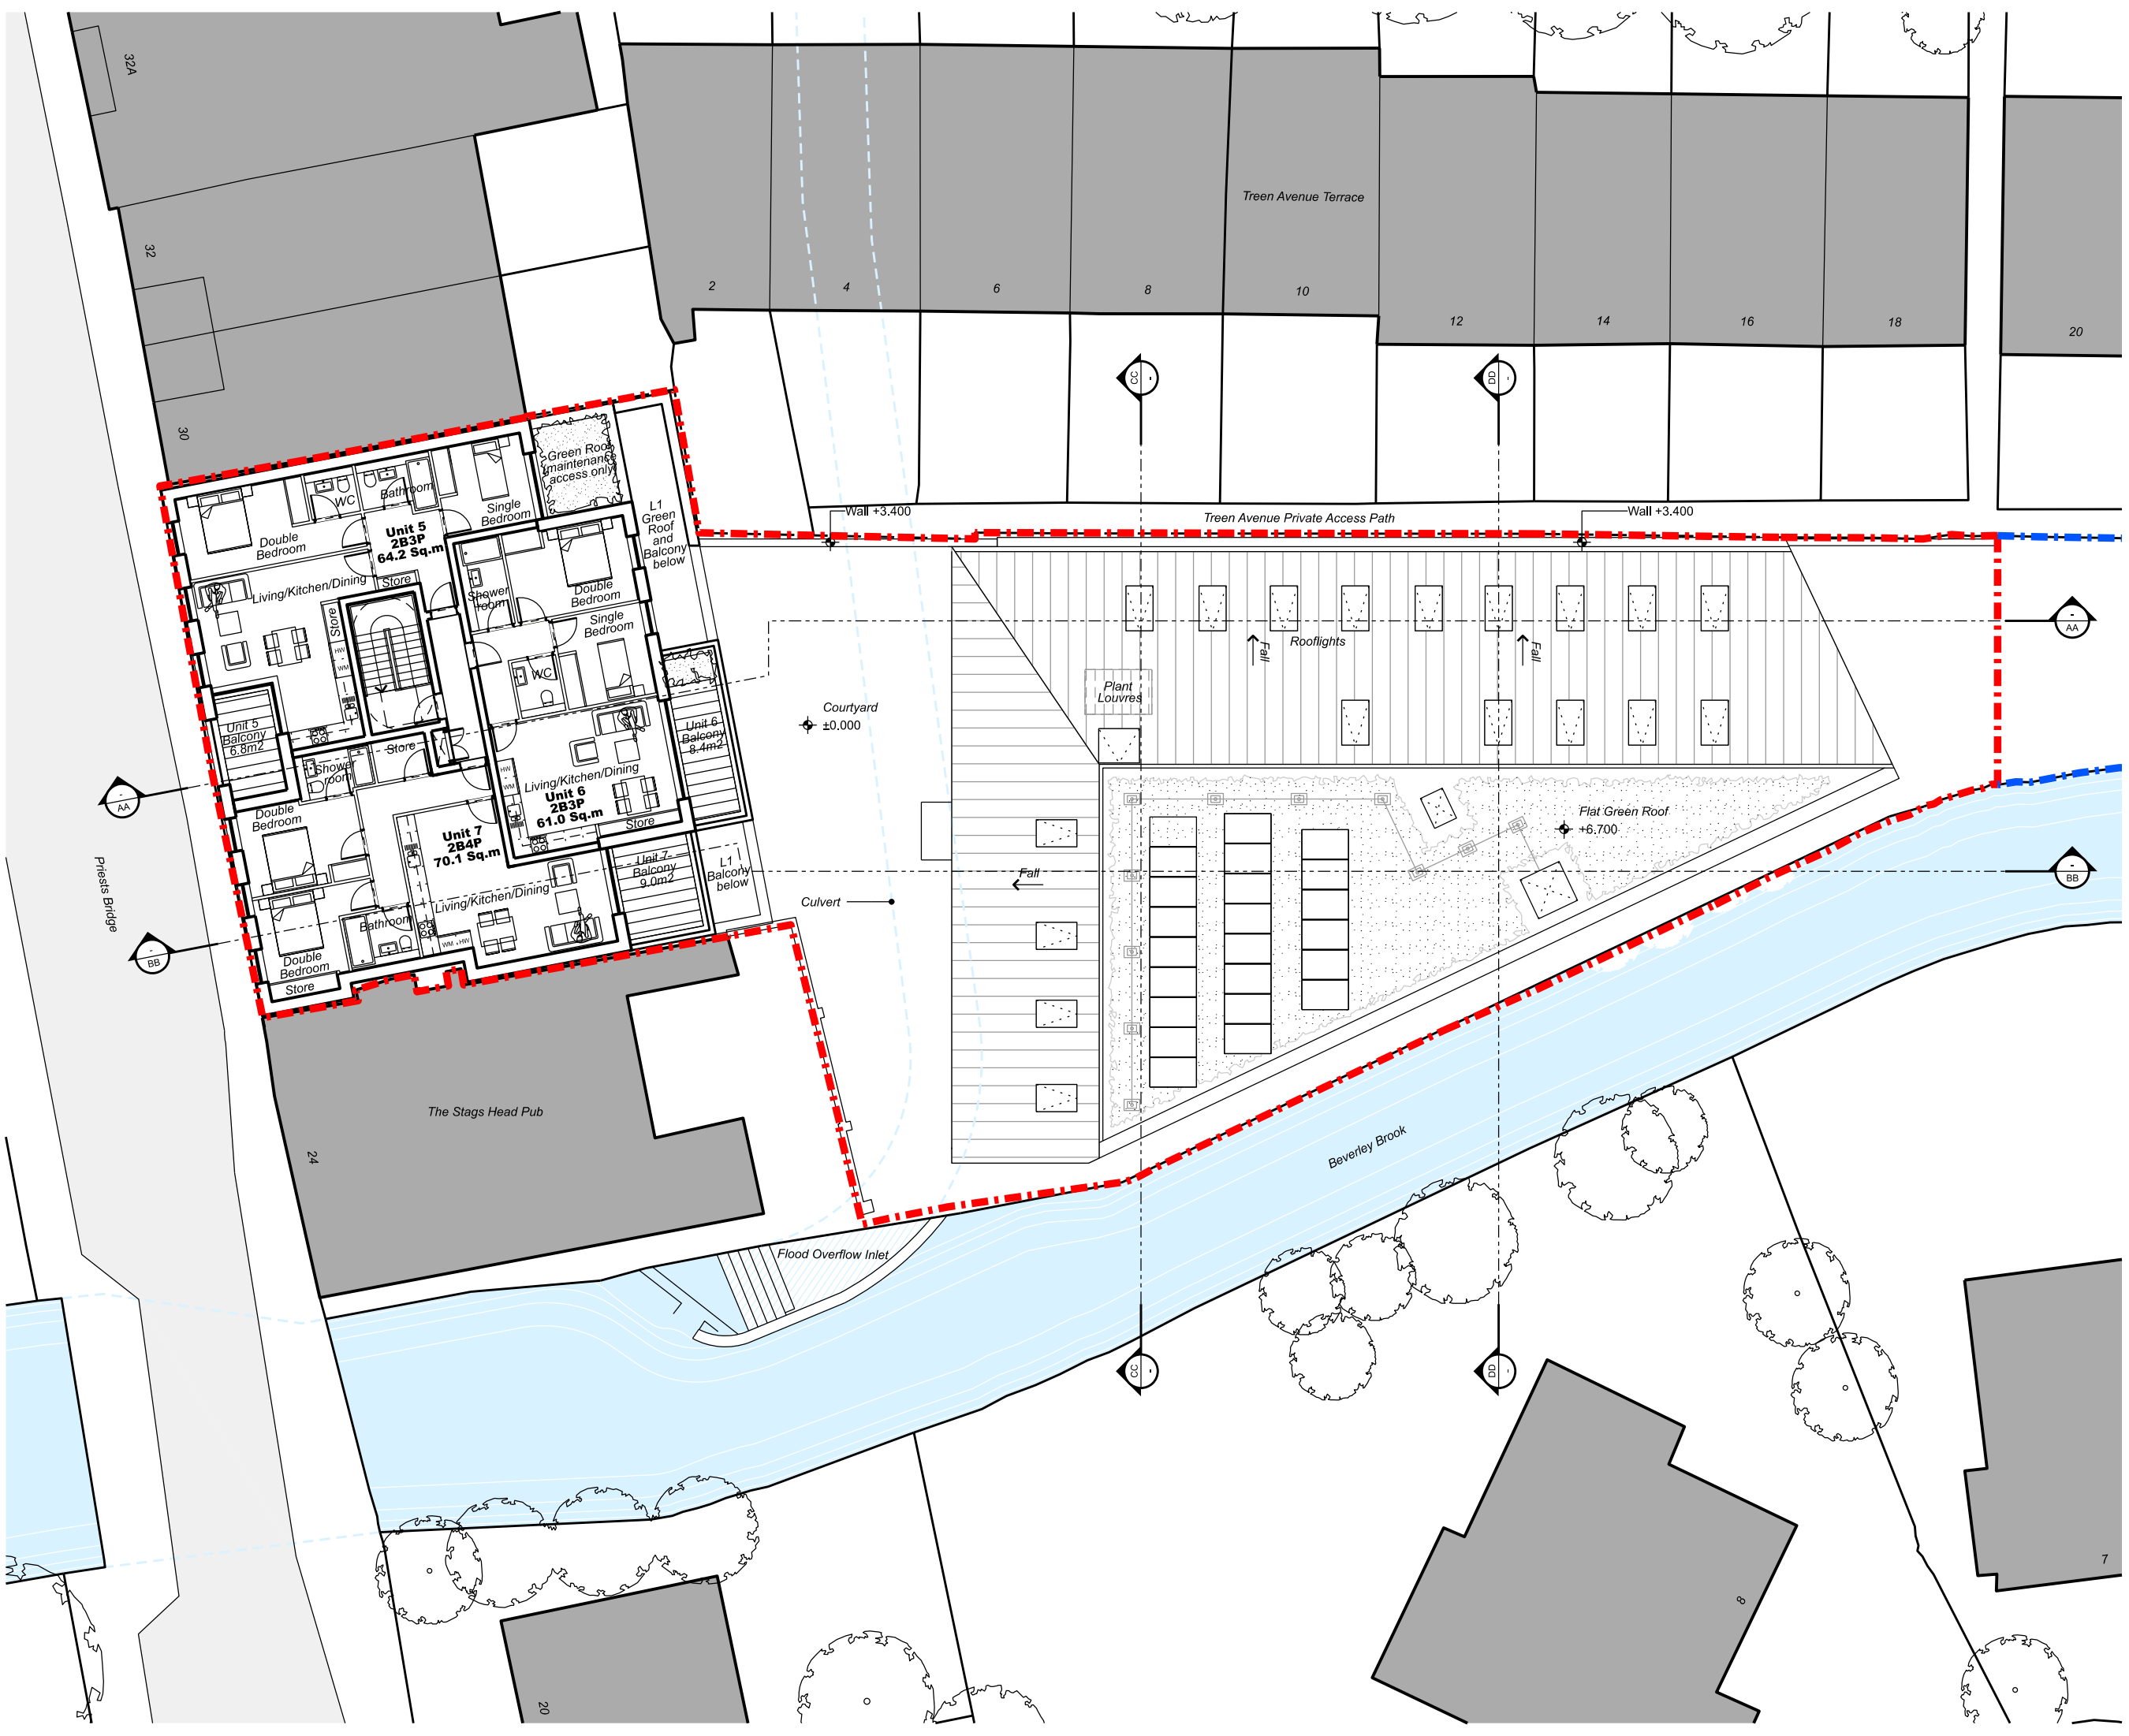 32A
32
30
Treen Avenue Terrace
2
4
6
8
10
12
14
16
18
20
CC
-
DD
-
Green Roof
(maintenance
access only)
L1
Green
Roof
and
Balcony
below
Wall +3.400
Treen Avenue Private Access Path
Wall +3.400
WC
Bathroom
Single
Bedroom
Unit 5
2B3P
64.2 Sq.m
Double
Bedroom
Living/Kitchen/Dining
Store
Store
HW
WM
Shower
room
Double
Bedroom
Single
Bedroom
WC
Unit 5
Balcony
6.8m2
Unit 6
Balcony
8.4m2
Courtyard
±0.000
Rooflights
Fall
Fall
Plant
Louvres
-
AA
-
AA
Store
Shower
room
Double
Bedroom
HW
WM
Living/Kitchen/Dining
Unit 6
2B3P
61.0 Sq.m
Store
Unit 7
2B4P
70.1 Sq.m
Unit 7
Balcony
9.0m2
L1
Balcony
below
Flat Green Roof
+6.700
Fall
-
BB
-
BB
Culvert
Living/Kitchen/Dining
Bathroom
WM + HW
Double
Bedroom
Store
Priests Bridge
The Stags Head Pub
24
Beverley Brook
Flood Overflow Inlet
CC
-
DD
-
20
8
7